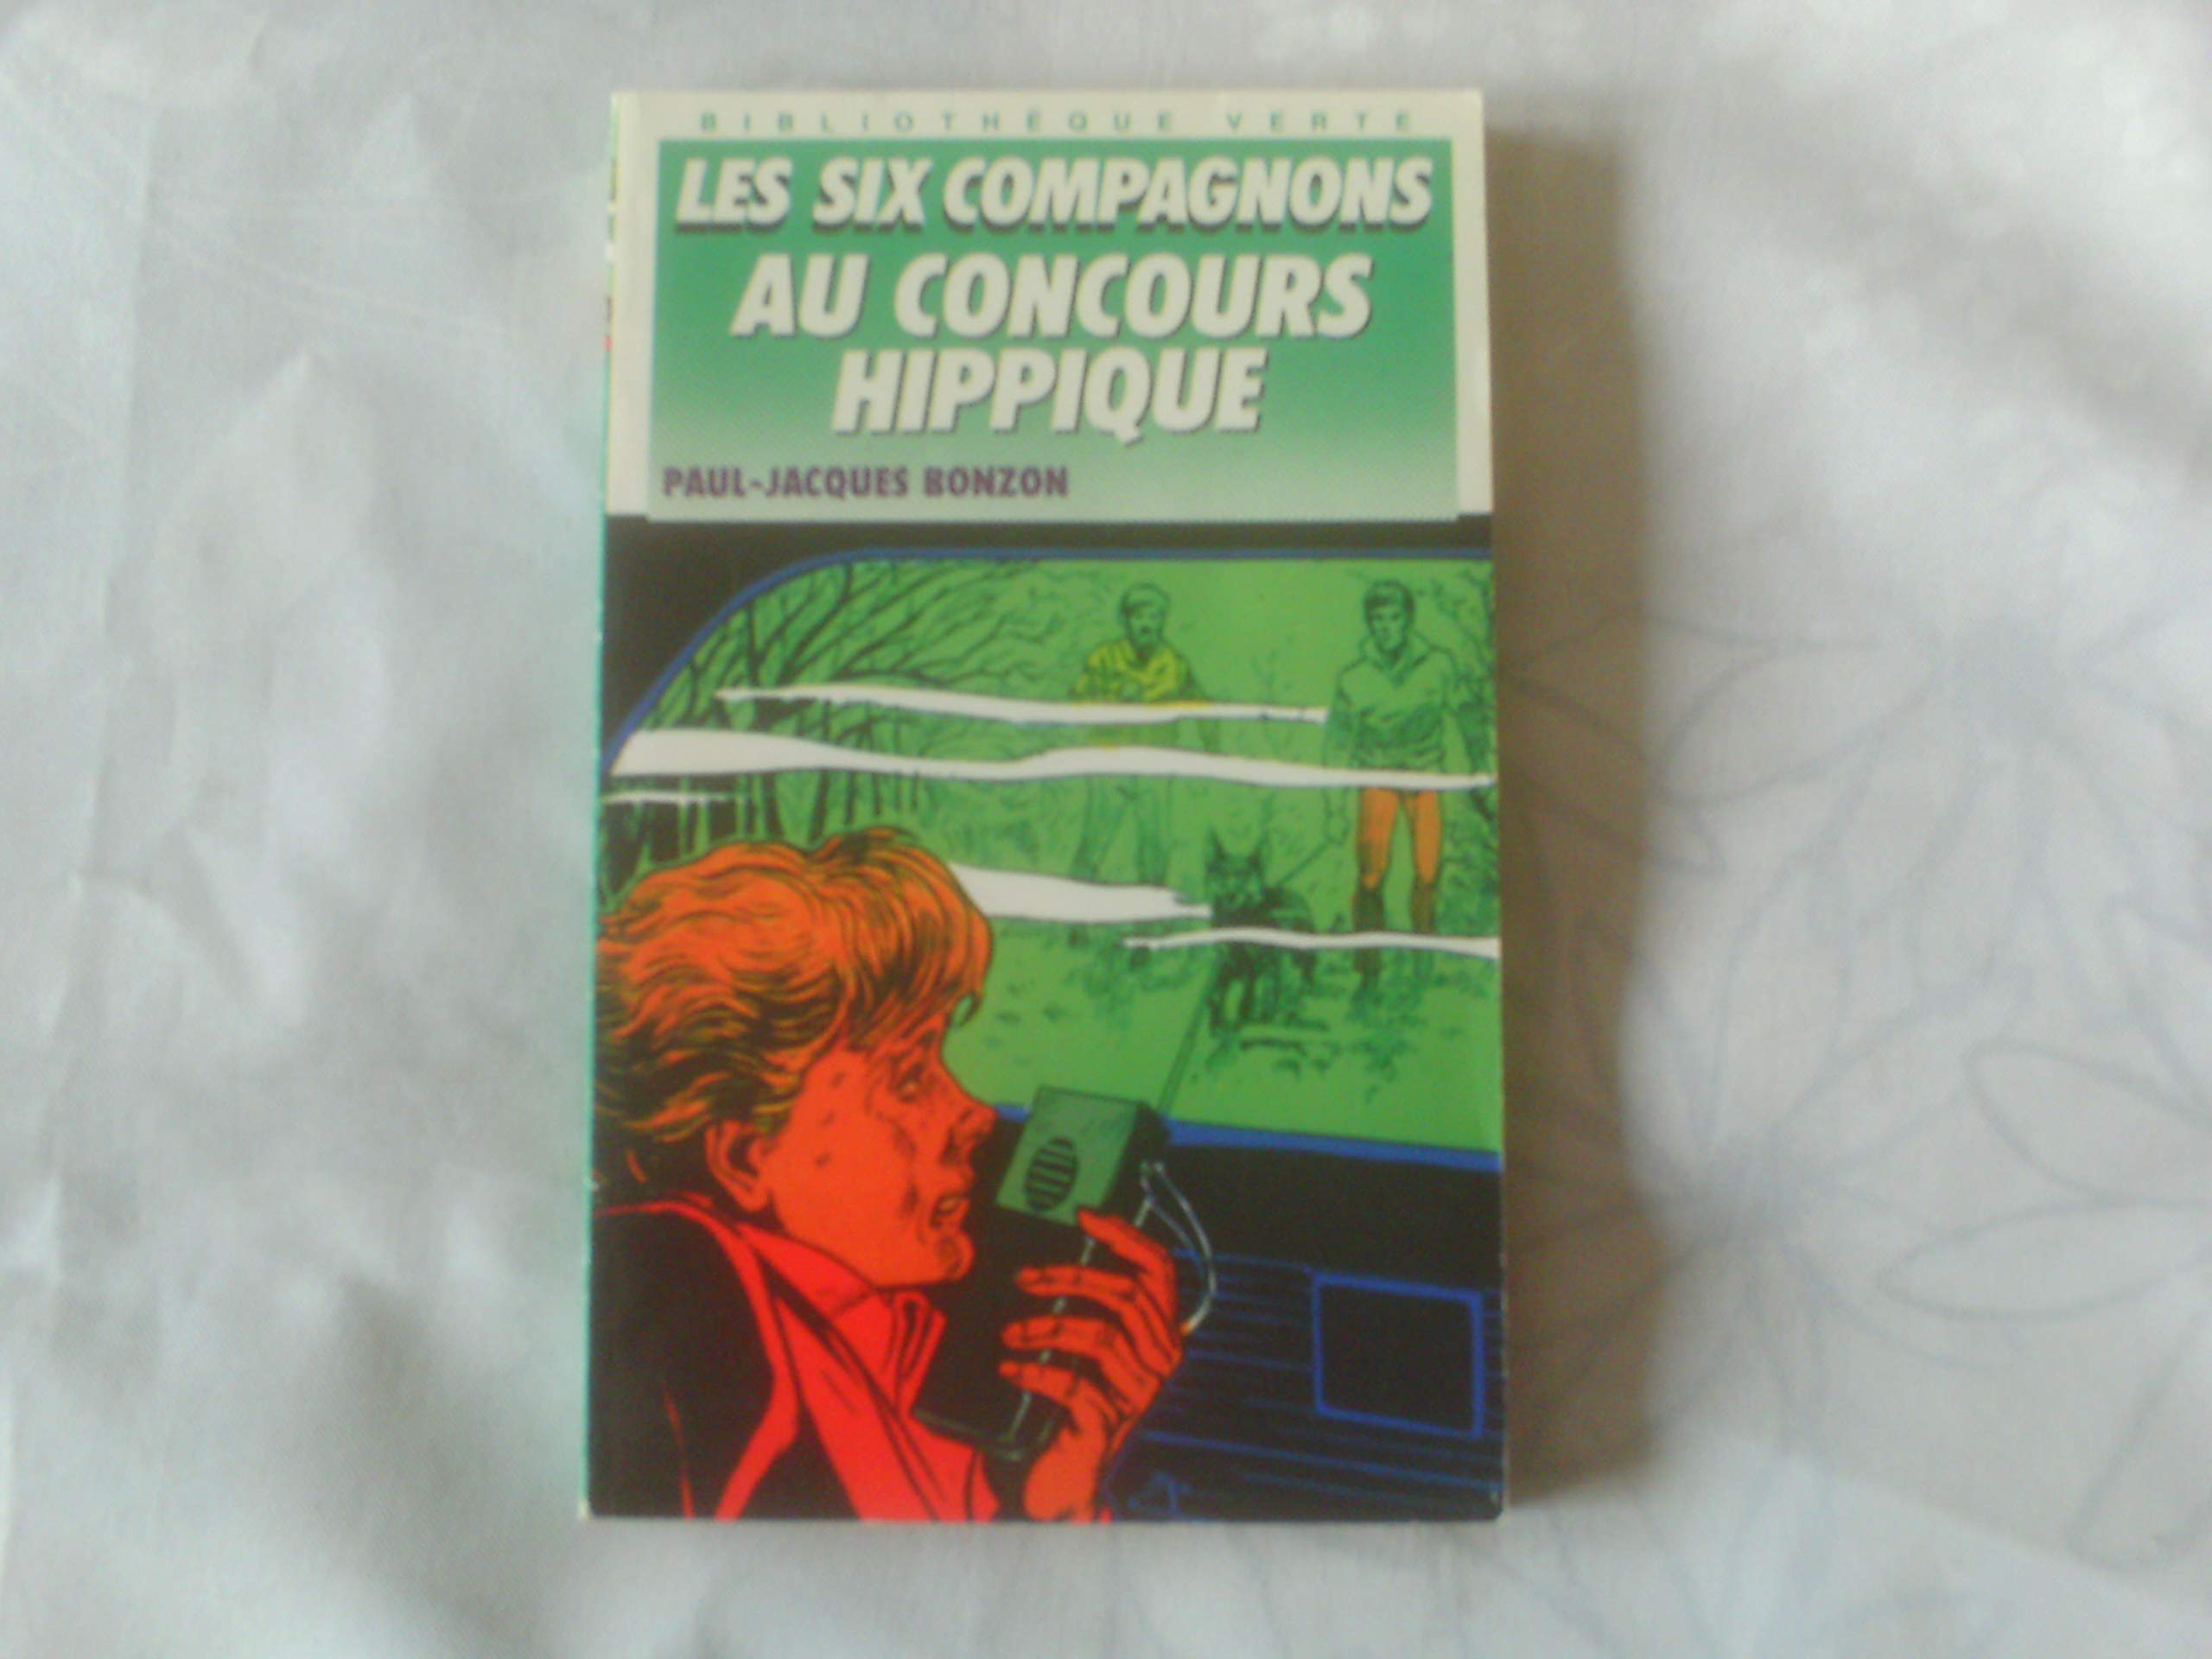 BIBLIOTHÈQUE VERTE
LES SIX COMPAGNONS
AU CONCOURS
HIPPIQUE
PAUL-JACQUES BONZON